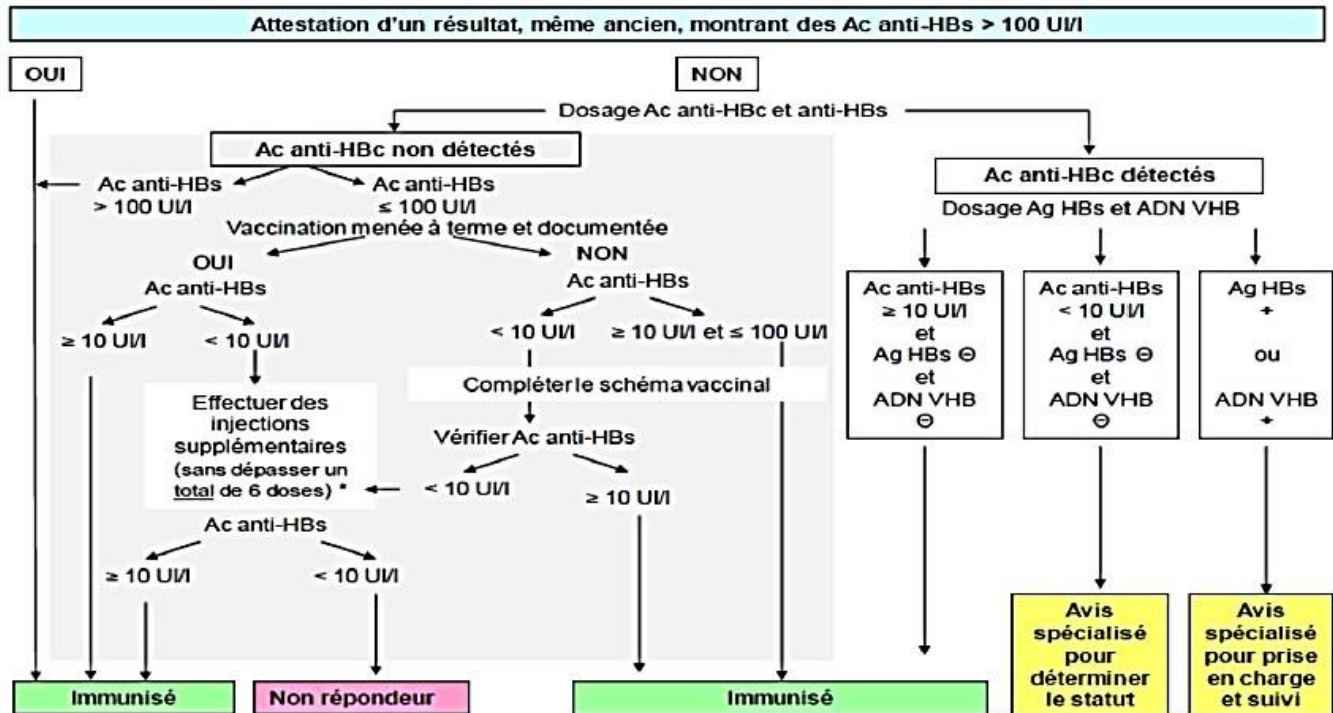 Attestation d'un résultat, même ancien, montrant des Ac anti-HBs > 100 UI/l
OUI
NON
Dosage Ac anti-HBc et anti-HBs
Ac anti-HBc non détectés
Ac anti-HBs
> 100 UI/l
Ac anti-HBs
≤ 100 UI/l
Vaccination menée à terme et documentée
OUI
Ac anti-HBs
≥ 10 UI/l
< 10 UI/l
Effectuer des
injections
supplémentaires
(sans dépasser un
total de 6 doses) *
Ac anti-HBs
≥ 10 UI/l
< 10 UI/l
NON
Ac anti-HBs
< 10 UI/l
≥ 10 UI/l et ≤ 100 UI/l
Compléter le schéma vaccinal
Vérifier Ac anti-HBs
< 10 UI/l
≥ 10 UI/l
Ac anti-HBc détectés
Dosage Ag HBs et ADN VHB
Ac anti-HBs
≥ 10 UI/l
et
Ag HBs ⊖
et
ADN VHB
⊖
Ac anti-HBs
< 10 UI/l
et
Ag HBs ⊖
et
ADN VHB
⊖
Ag HBs
+
ou
ADN VHB
+
Immunisé
Non répondeur
Immunisé
Avis
spécialisé
pour
déterminer
le statut
Avis
spécialisé
pour prise
en charge
et suivi